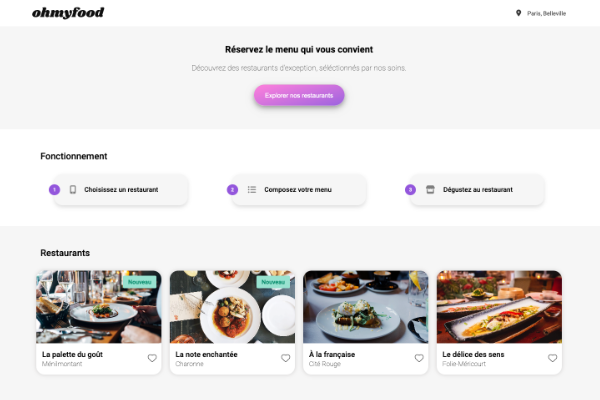 ohmyfood
Paris, Belleville
Réservez le menu qui vous convient
Découvrez des restaurants d'exception, séléctionnés par nos soins.
Explorer nos restaurants
Fonctionnement
1 Choisissez un restaurant
2 Composez votre menu
3 Dégustez au restaurant
Restaurants
Nouveau
Nouveau
La palette du goût
Ménilmontant
La note enchantée
Charonne
À la française
Cité Rouge
Le délice des sens
Folie Méricourt